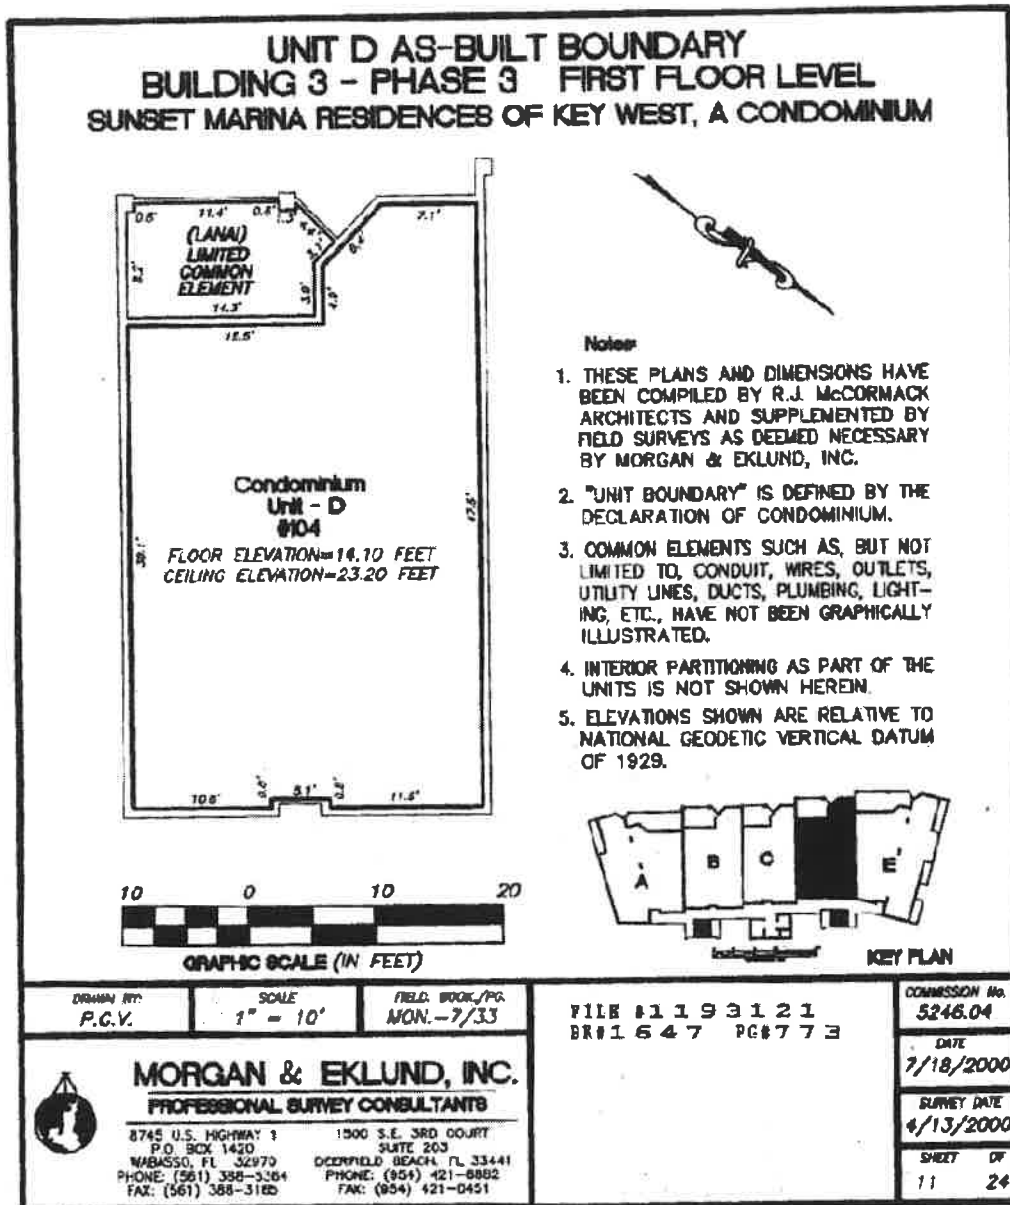 UNIT D AS-BUILT BOUNDARY
BUILDING 3 - PHASE 3 FIRST FLOOR LEVEL
SUNSET MARINA RESIDENCES OF KEY WEST, A CONDOMINIUM
0.6'
11.4'
0.8'
7.1'
(LANAI)
LIMITED
COMMON
ELEMENT
3.9'
14.3'
Condominium
Unit - D
#104
FLOOR ELEVATION=14.10 FEET
CEILING ELEVATION=23.20 FEET
0.8'
5.1'
0.8'
Notes:
1. THESE PLANS AND DIMENSIONS HAVE
BEEN COMPILED BY R.J. McCORMACK
ARCHITECTS AND SUPPLEMENTED BY
FIELD SURVEYS AS DEEMED NECESSARY
BY MORGAN & EKLUND, INC.
2. "UNIT BOUNDARY" IS DEFINED BY THE
DECLARATION OF CONDOMINIUM.
3. COMMON ELEMENTS SUCH AS, BUT NOT
LIMITED TO, CONDUIT, WIRES, OUTLETS,
UTILITY LINES, DUCTS, PLUMBING, LIGHT-
ING, ETC., HAVE NOT BEEN GRAPHICALLY
ILLUSTRATED.
4. INTERIOR PARTITIONING AS PART OF THE
UNITS IS NOT SHOWN HEREIN.
5. ELEVATIONS SHOWN ARE RELATIVE TO
NATIONAL GEODETIC VERTICAL DATUM
OF 1929.
A B C E
KEY PLAN
10 0 10 20
GRAPHIC SCALE (IN FEET)
DRAWN BY:
P.G.V.
SCALE
1" = 10'
FIELD. BOOK./PG.
MON.-7/33
FILE #1193121
BK#1647 PG#773
COMMISSION No.
5246.04
DATE
7/18/2000
SURVEY DATE
4/13/2000
SHEET OF
11 24
MORGAN & EKLUND, INC.
PROFESSIONAL SURVEY CONSULTANTS
8745 U.S. HIGHWAY 1
P.O. BOX 1420
WABASSO, FL 32970
PHONE: (561) 388-5364
FAX: (561) 388-3165
1500 S.E. 3RD COURT
SUITE 203
DEERFIELD BEACH, FL 33441
PHONE: (954) 421-6882
FAX: (954) 421-0451